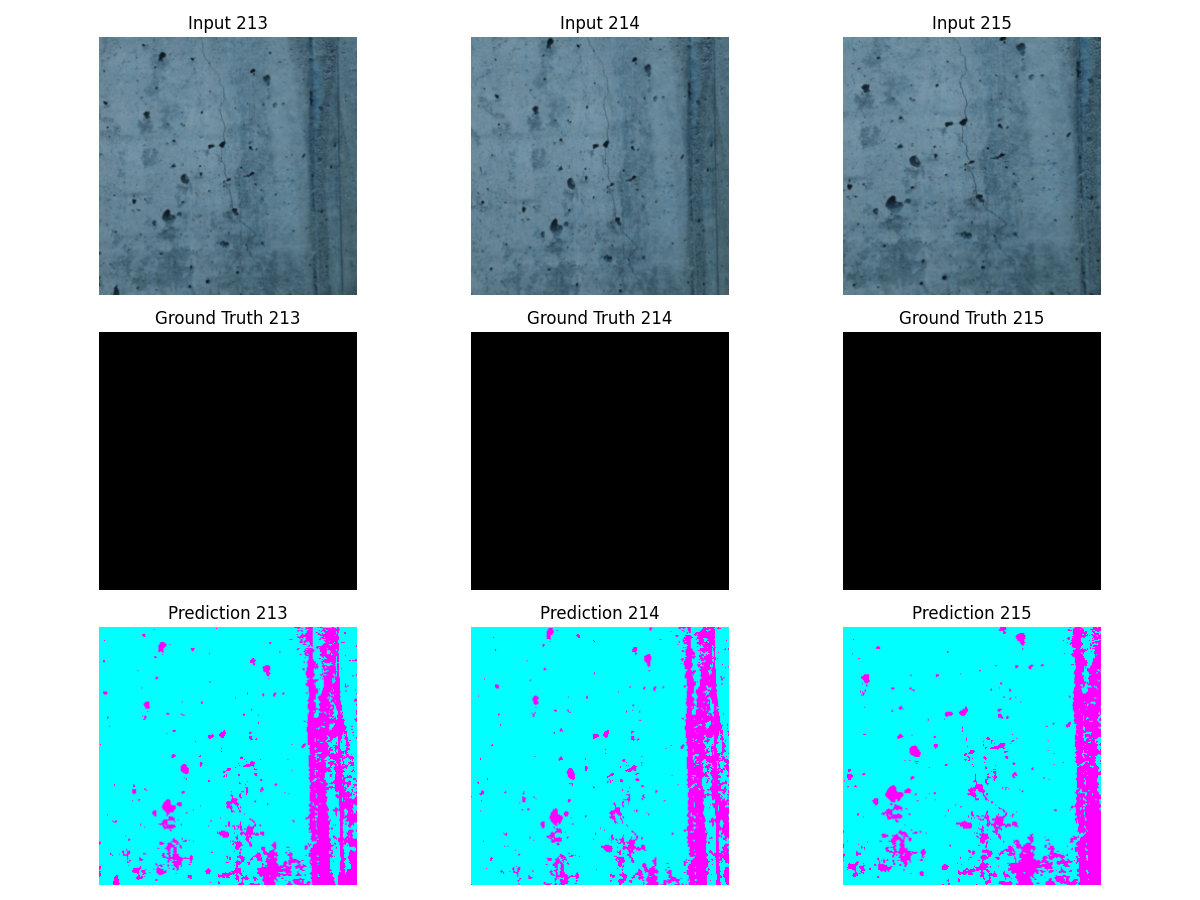 Input 213
Input 214
Input 215
Ground Truth 213
Ground Truth 214
Ground Truth 215
Prediction 213
Prediction 214
Prediction 215